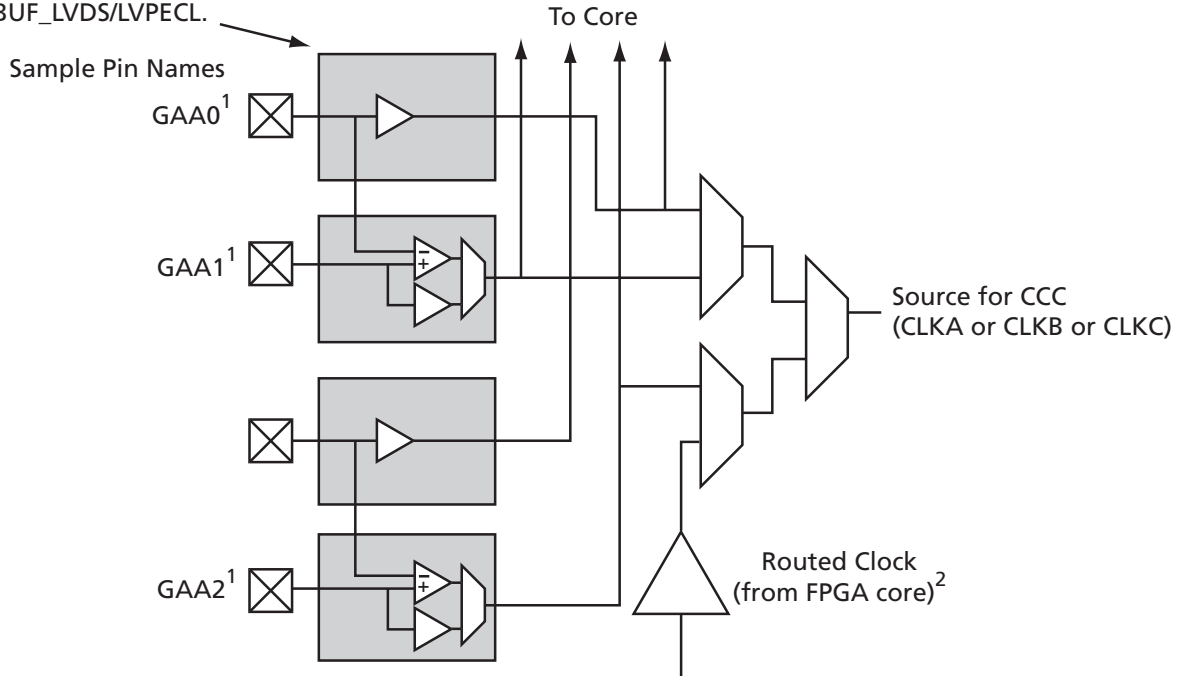 BUF_LVDS/LVPECL.
To Core
Sample Pin Names
GAA0¹
GAA1¹
Source for CCC
(CLKA or CLKB or CLKC)
GAA2¹
Routed Clock
(from FPGA core)²
− +
− +